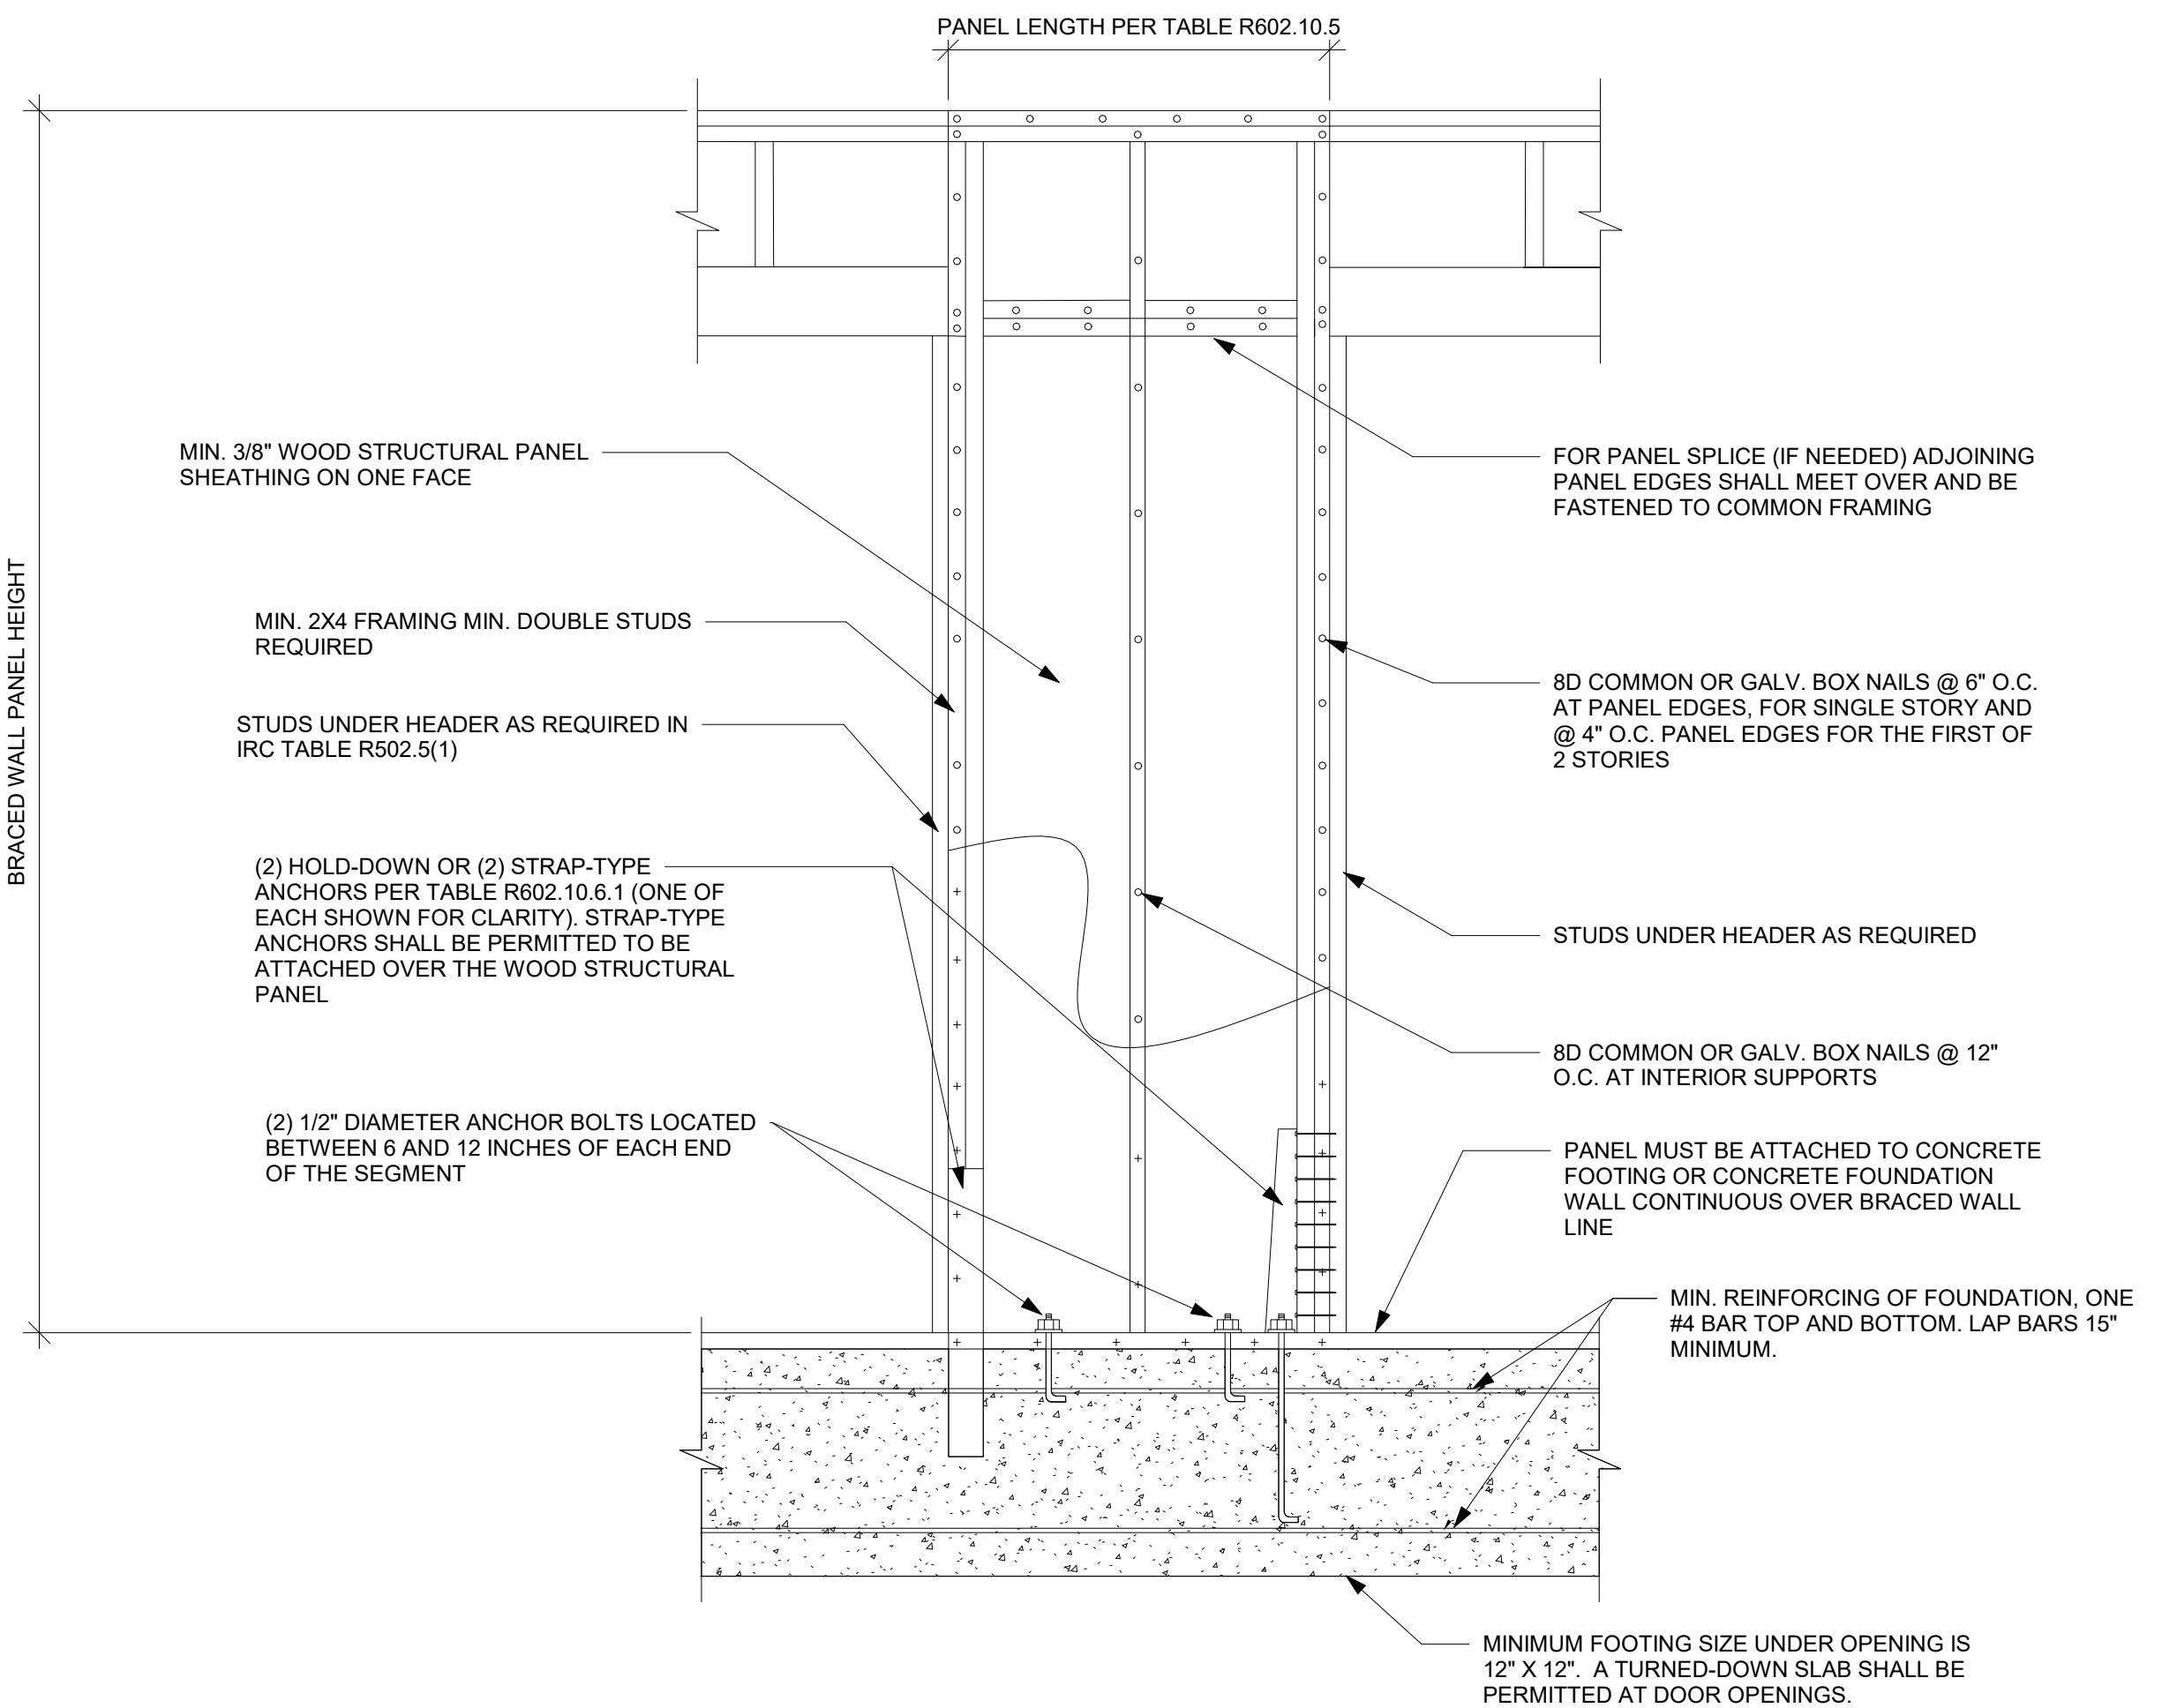 PANEL LENGTH PER TABLE R602.10.5
BRACED WALL PANEL HEIGHT
MIN. 3/8" WOOD STRUCTURAL PANEL
SHEATHING ON ONE FACE
MIN. 2X4 FRAMING MIN. DOUBLE STUDS
REQUIRED
STUDS UNDER HEADER AS REQUIRED IN
IRC TABLE R502.5(1)
(2) HOLD-DOWN OR (2) STRAP-TYPE
ANCHORS PER TABLE R602.10.6.1 (ONE OF
EACH SHOWN FOR CLARITY). STRAP-TYPE
ANCHORS SHALL BE PERMITTED TO BE
ATTACHED OVER THE WOOD STRUCTURAL
PANEL
(2) 1/2" DIAMETER ANCHOR BOLTS LOCATED
BETWEEN 6 AND 12 INCHES OF EACH END
OF THE SEGMENT
FOR PANEL SPLICE (IF NEEDED) ADJOINING
PANEL EDGES SHALL MEET OVER AND BE
FASTENED TO COMMON FRAMING
8D COMMON OR GALV. BOX NAILS @ 6" O.C.
AT PANEL EDGES, FOR SINGLE STORY AND
@ 4" O.C. PANEL EDGES FOR THE FIRST OF
2 STORIES
STUDS UNDER HEADER AS REQUIRED
8D COMMON OR GALV. BOX NAILS @ 12"
O.C. AT INTERIOR SUPPORTS
PANEL MUST BE ATTACHED TO CONCRETE
FOOTING OR CONCRETE FOUNDATION
WALL CONTINUOUS OVER BRACED WALL
LINE
MIN. REINFORCING OF FOUNDATION, ONE
#4 BAR TOP AND BOTTOM. LAP BARS 15"
MINIMUM.
MINIMUM FOOTING SIZE UNDER OPENING IS
12" X 12". A TURNED-DOWN SLAB SHALL BE
PERMITTED AT DOOR OPENINGS.